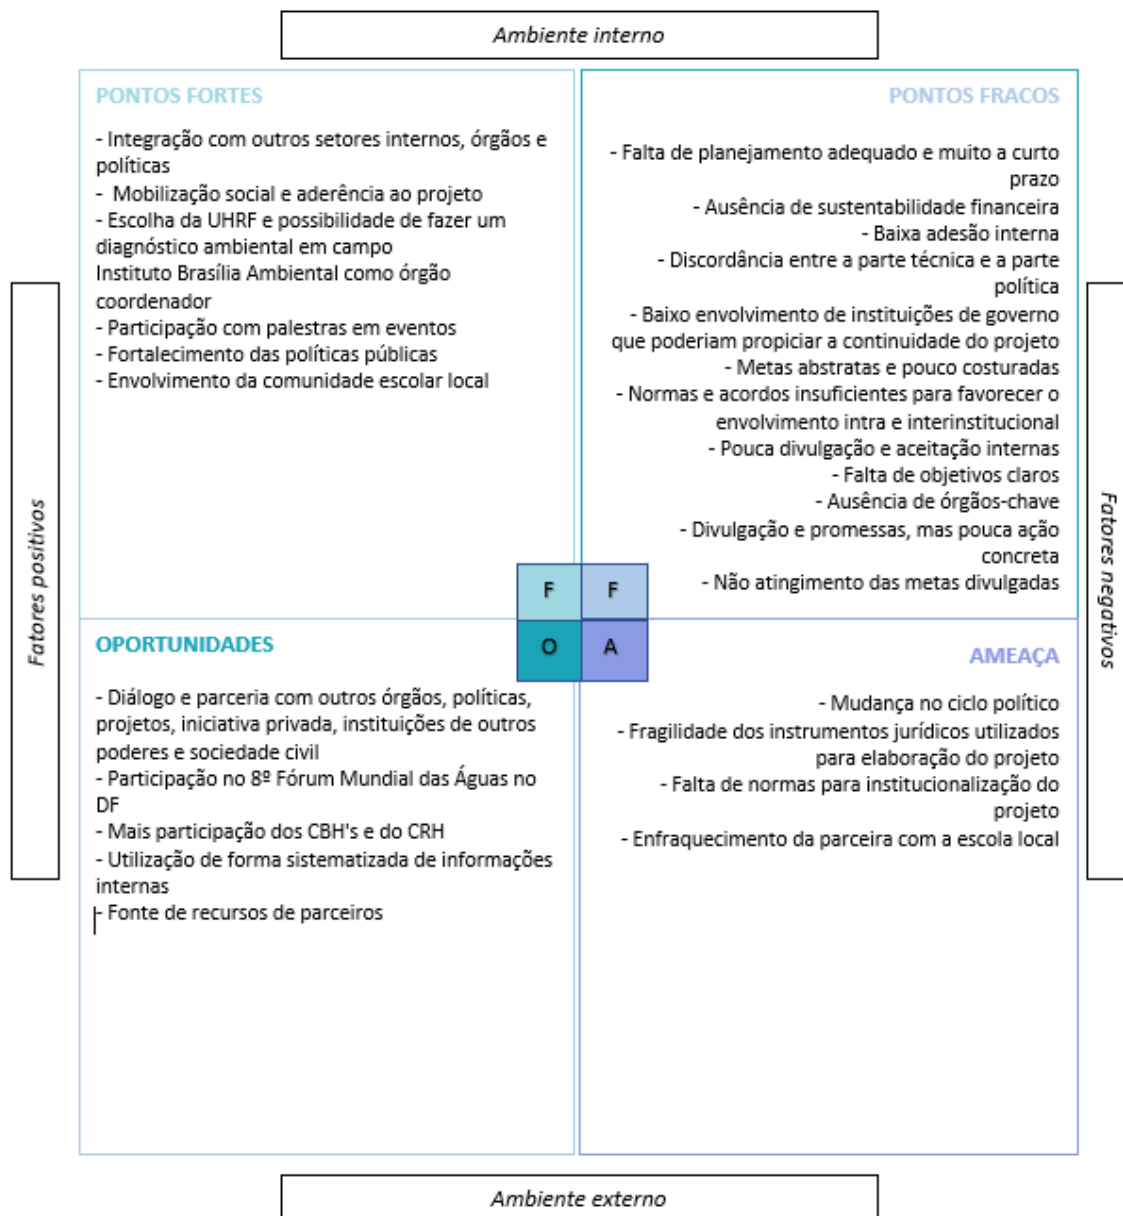 Ambiente interno
PONTOS FORTES
- Integração com outros setores internos, órgãos e
políticas
- Mobilização social e aderência ao projeto
- Escolha da UHRF e possibilidade de fazer um
diagnóstico ambiental em campo
Instituto Brasília Ambiental como órgão
coordenador
- Participação com palestras em eventos
- Fortalecimento das políticas públicas
- Envolvimento da comunidade escolar local
PONTOS FRACOS
- Falta de planejamento adequado e muito a curto
prazo
- Ausência de sustentabilidade financeira
- Baixa adesão interna
- Discordância entre a parte técnica e a parte
política
- Baixo envolvimento de instituições de governo
que poderiam propiciar a continuidade do projeto
- Metas abstratas e pouco costuradas
- Normas e acordos insuficientes para favorecer o
envolvimento intra e interinstitucional
- Pouca divulgação e aceitação internas
- Falta de objetivos claros
- Ausência de órgãos-chave
- Divulgação e promessas, mas pouca ação
concreta
- Não atingimento das metas divulgadas
Fatores positivos
Fatores negativos
F
F
O
A
OPORTUNIDADES
- Diálogo e parceria com outros órgãos, políticas,
projetos, iniciativa privada, instituições de outros
poderes e sociedade civil
- Participação no 8º Fórum Mundial das Águas no
DF
- Mais participação dos CBH's e do CRH
- Utilização de forma sistematizada de informações
internas
- Fonte de recursos de parceiros
AMEAÇA
- Mudança no ciclo político
- Fragilidade dos instrumentos jurídicos utilizados
para elaboração do projeto
- Falta de normas para institucionalização do
projeto
- Enfraquecimento da parceira com a escola local
Ambiente externo